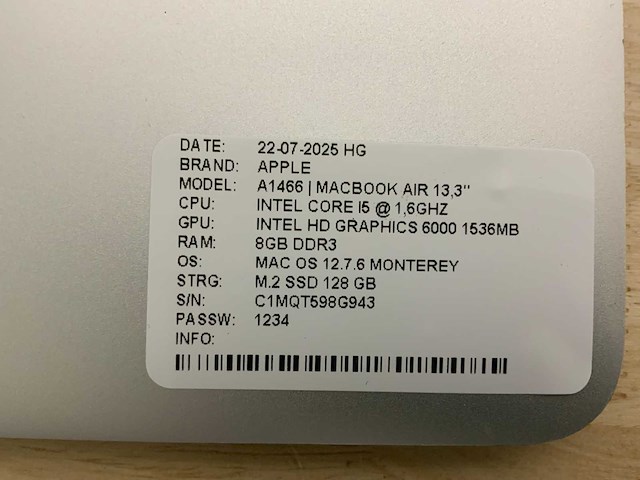 DATE: 22-07-2025 HG
BRAND: APPLE
MODEL: A1466 | MACBOOK AIR 13,3"
CPU: INTEL CORE I5 @ 1,6GHZ
GPU: INTEL HD GRAPHICS 6000 1536MB
RAM: 8GB DDR3
OS: MAC OS 12.7.6 MONTEREY
STRG: M.2 SSD 128 GB
S/N: C1MQT598G943
PASSW: 1234
INFO: